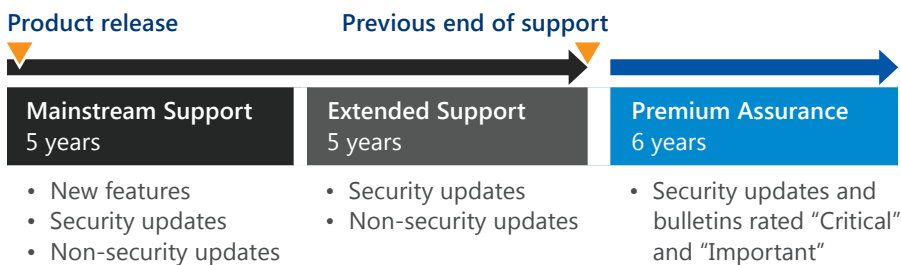 Product release
Previous end of support
Mainstream Support
5 years
• New features
• Security updates
• Non-security updates
Extended Support
5 years
• Security updates
• Non-security updates
Premium Assurance
6 years
• Security updates and
bulletins rated “Critical”
and “Important”